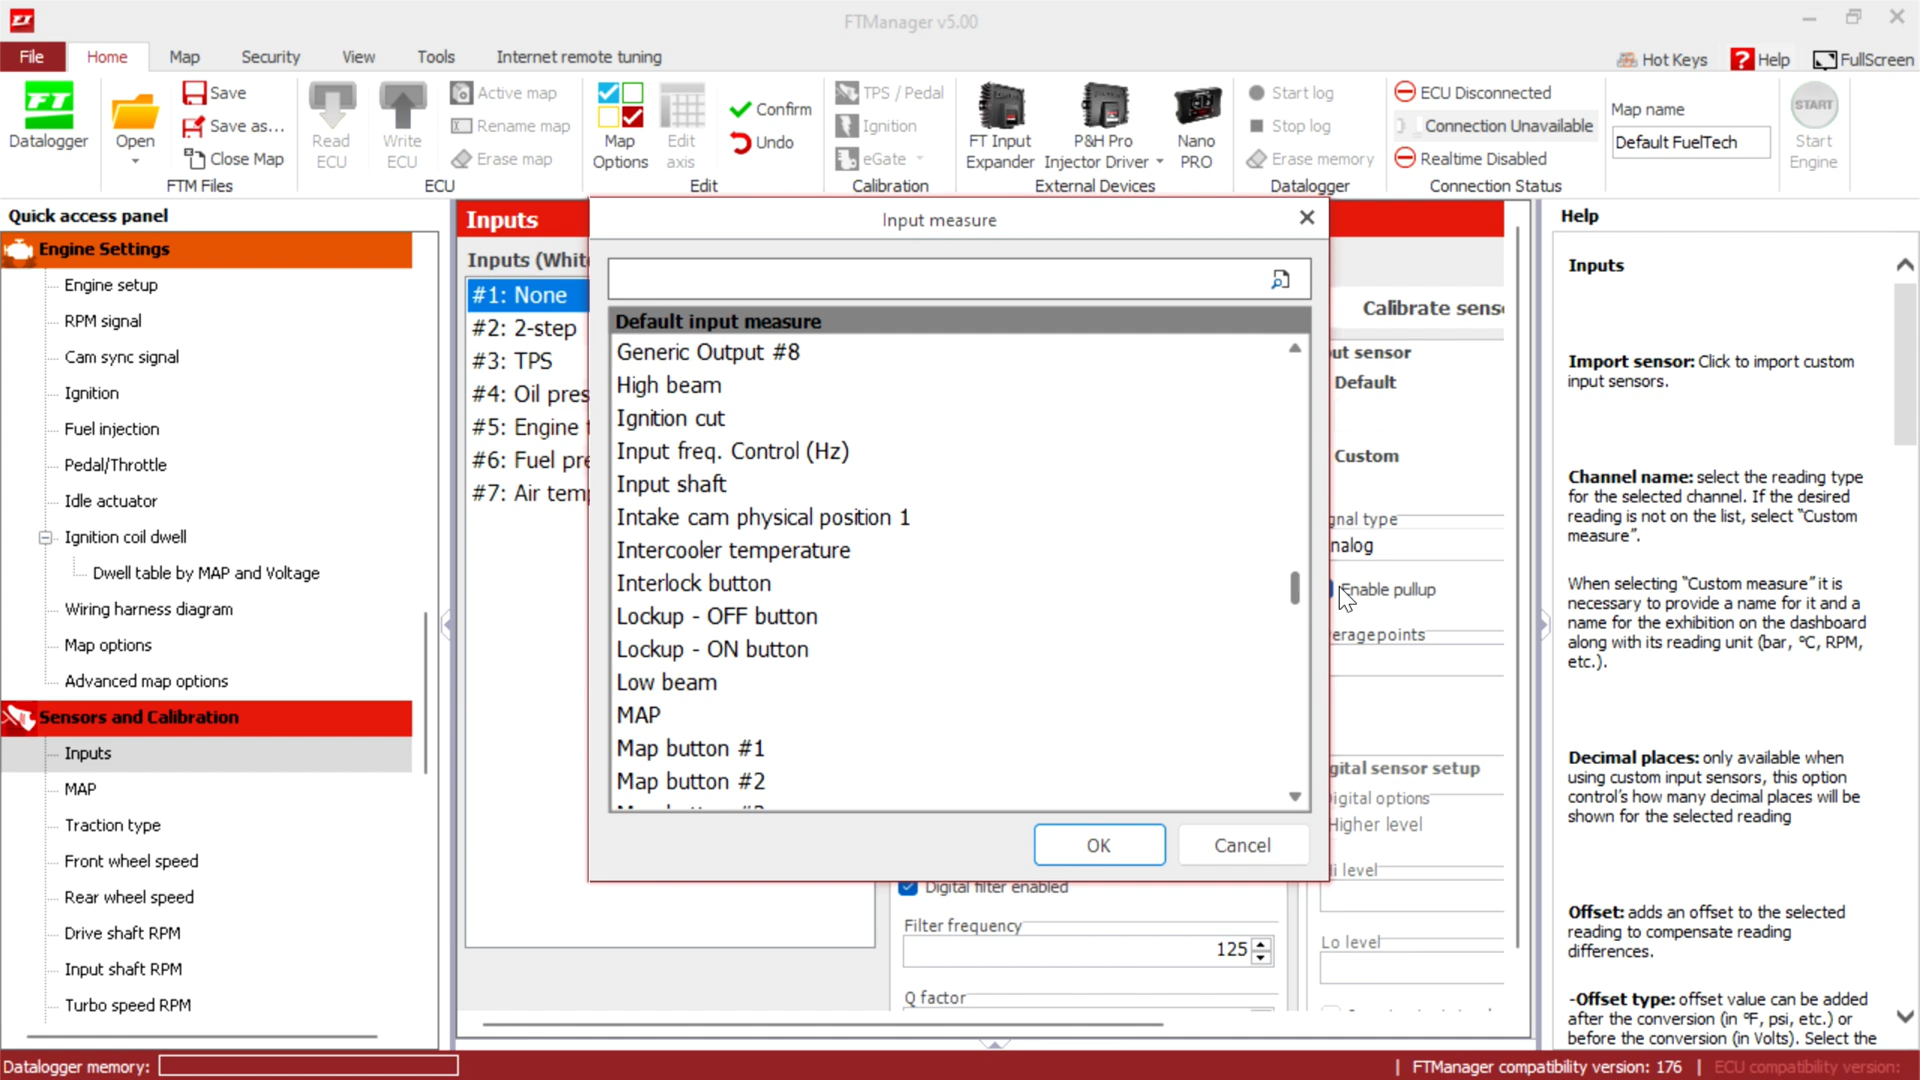 FTManager v5.00
File
Home
Map
Security
View
Tools
Internet remote tuning
Hot Keys
Help
FullScreen
Datalogger
Open
Save
Save as...
Close Map
FTM Files
Read
ECU
Write
ECU
Active map
Rename map
Erase map
ECU
Map
Options
Edit
axis
Confirm
Undo
Edit
TPS / Pedal
Ignition
eGate
Calibration
FT Input
Expander
P&H Pro
Injector Driver
Nano
PRO
External Devices
Start log
Stop log
Erase memory
Datalogger
ECU Disconnected
Connection Unavailable
Realtime Disabled
Connection Status
Map name
Default FuelTech
START
Start
Engine
Quick access panel
Engine Settings
Engine setup
RPM signal
Cam sync signal
Ignition
Fuel injection
Pedal/Throttle
Idle actuator
Ignition coil dwell
Dwell table by MAP and Voltage
Wiring harness diagram
Map options
Advanced map options
Sensors and Calibration
Inputs
MAP
Traction type
Front wheel speed
Rear wheel speed
Drive shaft RPM
Input shaft RPM
Turbo speed RPM
Inputs
Inputs (Whit
#1: None
#2: 2-step
#3: TPS
#4: Oil pres
#5: Engine
#6: Fuel pre
#7: Air tem
Input measure
Default input measure
Generic Output #8
High beam
Ignition cut
Input freq. Control (Hz)
Input shaft
Intake cam physical position 1
Intercooler temperature
Interlock button
Lockup - OFF button
Lockup - ON button
Low beam
MAP
Map button #1
Map button #2
OK
Cancel
Digital filter enabled
Filter frequency
125
Q factor
Calibrate sens
ut sensor
Default
Custom
gnal type
nalog
Enable pullup
erage points
gital sensor setup
igital options
Higher level
i level
Lo level
Help
Inputs
Import sensor: Click to import custom
input sensors.
Channel name: select the reading type
for the selected channel. If the desired
reading is not on the list, select “Custom
measure”.
When selecting “Custom measure” it is
necessary to provide a name for it and a
name for the exhibition on the dashboard
along with its reading unit (bar, ºC, RPM,
etc.).
Decimal places: only available when
using custom input sensors, this option
control's how many decimal places will be
shown for the selected reading
Offset: adds an offset to the selected
reading to compensate reading
differences.
-Offset type: offset value can be added
after the conversion (in ºF, psi, etc.) or
before the conversion (in Volts). Select the
Datalogger memory:
| FTManager compatibility version: 176 | ECU compatibility version: